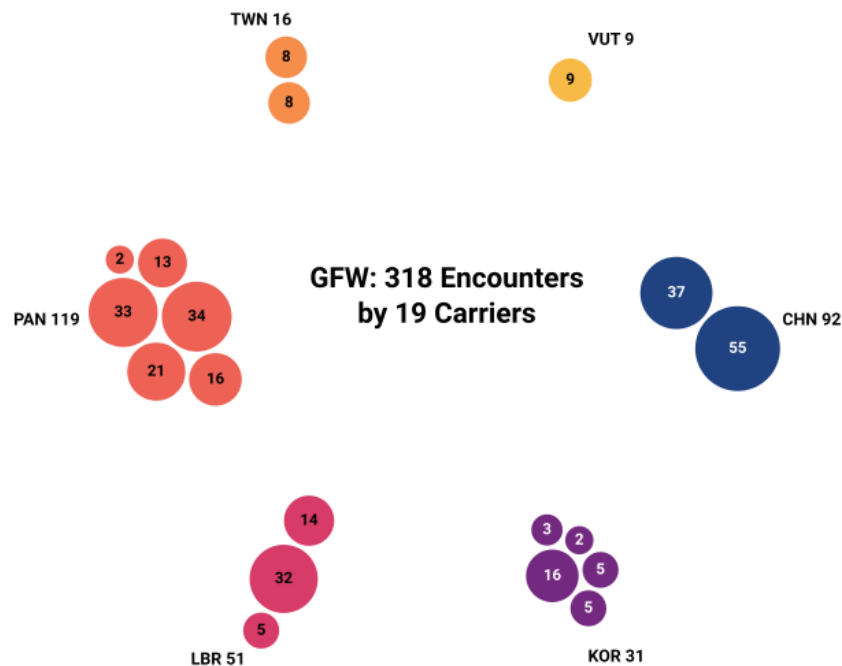 TWN 16
8
8
VUT 9
9
2
13
33
34
21
16
PAN 119
GFW: 318 Encounters
by 19 Carriers
37
55
CHN 92
14
32
5
LBR 51
3
2
16
5
5
KOR 31